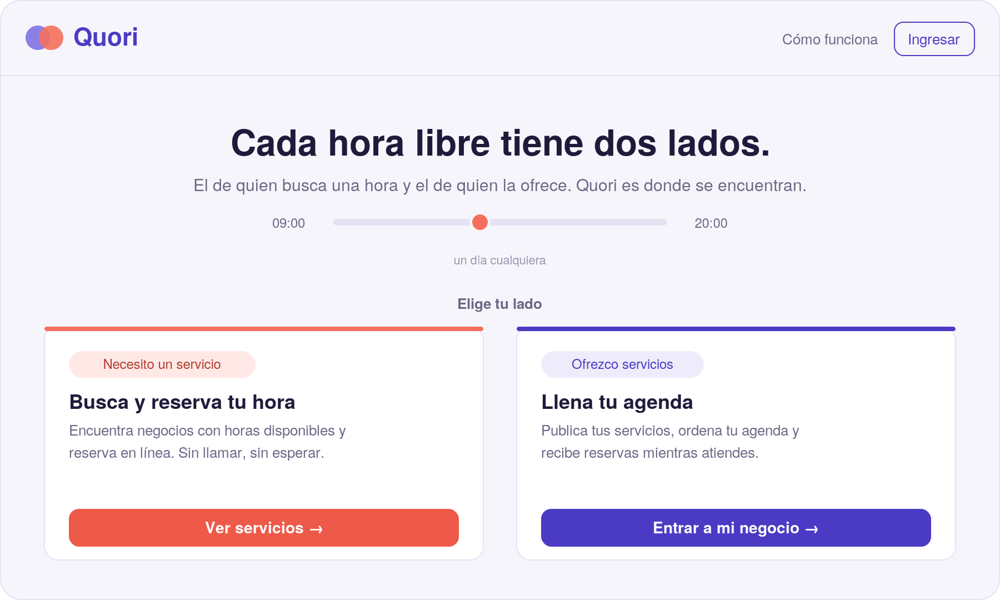 Quori
Cómo funciona
Ingresar
Cada hora libre tiene dos lados.
El de quien busca una hora y el de quien la ofrece. Quori es donde se encuentran.
09:00
20:00
un día cualquiera
Elige tu lado
Necesito un servicio
Busca y reserva tu hora
Encuentra negocios con horas disponibles y
reserva en línea. Sin llamar, sin esperar.
Ver servicios →
Ofrezco servicios
Llena tu agenda
Publica tus servicios, ordena tu agenda y
recibe reservas mientras atiendes.
Entrar a mi negocio →